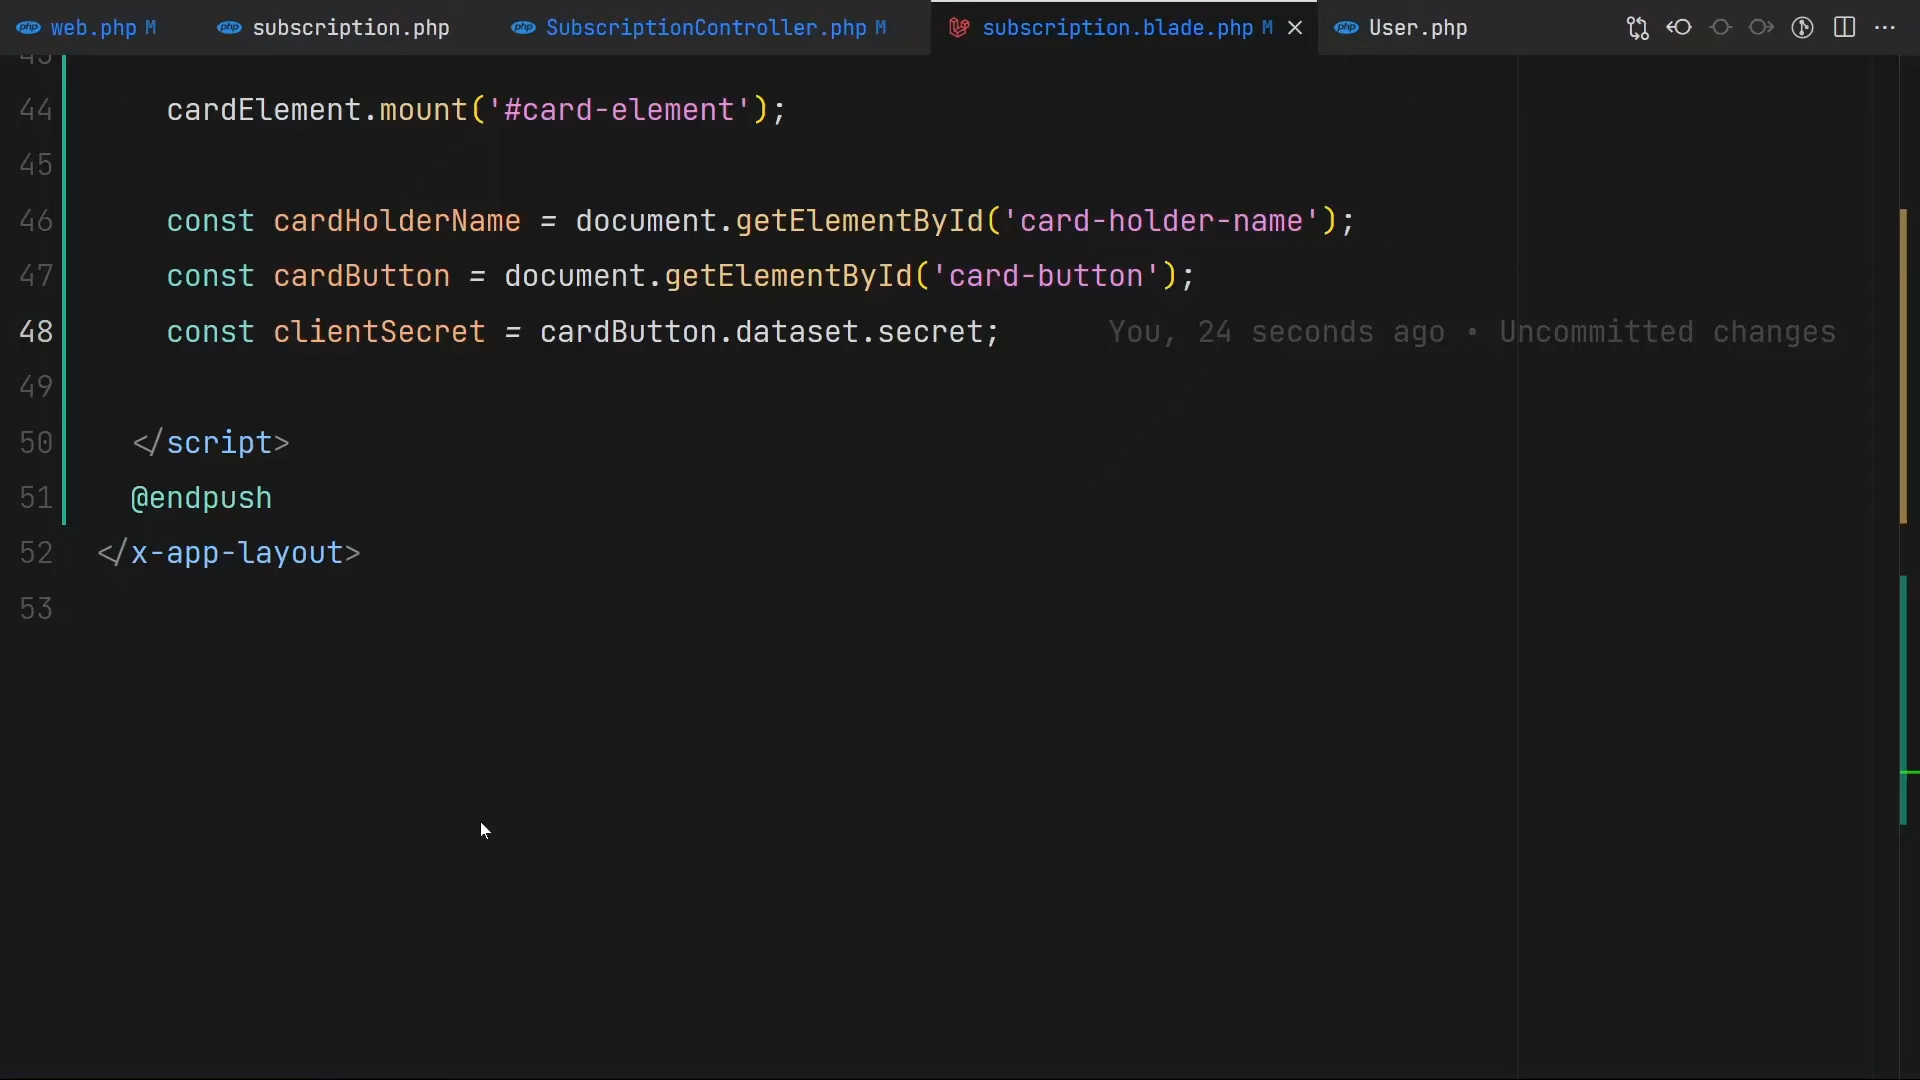 web.php M subscription.php SubscriptionController.php M subscription.blade.php M User.php
43
44 cardElement.mount('#card-element');
45
46 const cardHolderName = document.getElementById('card-holder-name');
47 const cardButton = document.getElementById('card-button');
48 const clientSecret = cardButton.dataset.secret; You, 24 seconds ago • Uncommitted changes
49
50 </script>
51 @endpush
52 </x-app-layout>
53